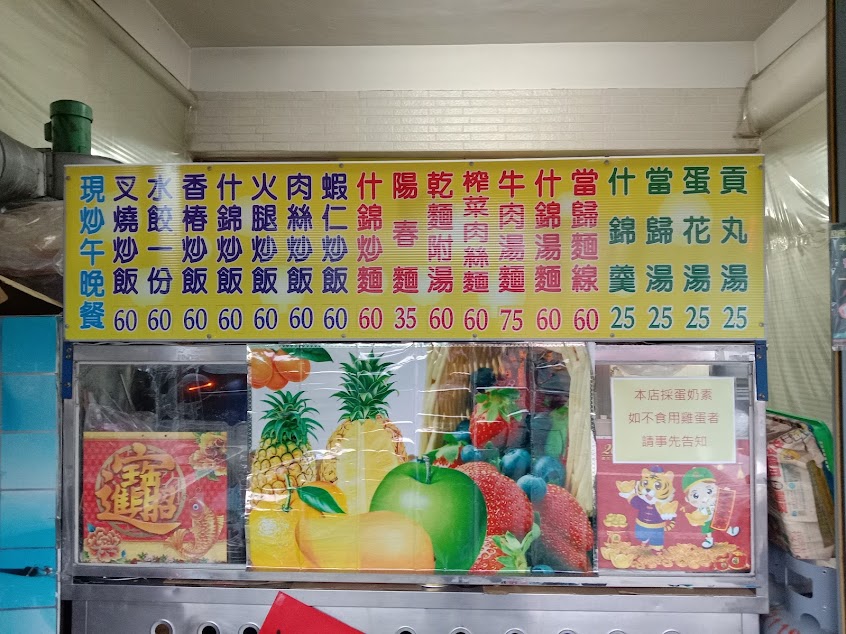 現炒午晚餐
叉燒炒飯 60
水餃一份 60
香椿炒飯 60
什錦炒飯 60
火腿炒飯 60
肉絲炒飯 60
蝦仁炒飯 60
什錦炒麵 60
陽春麵 35
乾麵附湯 60
榨菜肉絲麵 60
牛肉湯麵 75
什錦湯麵 60
當歸麵線 60
什錦羹 25
當歸湯 25
蛋花湯 25
貢丸湯 25
本店採蛋奶素
如不食用雞蛋者
請事先告知